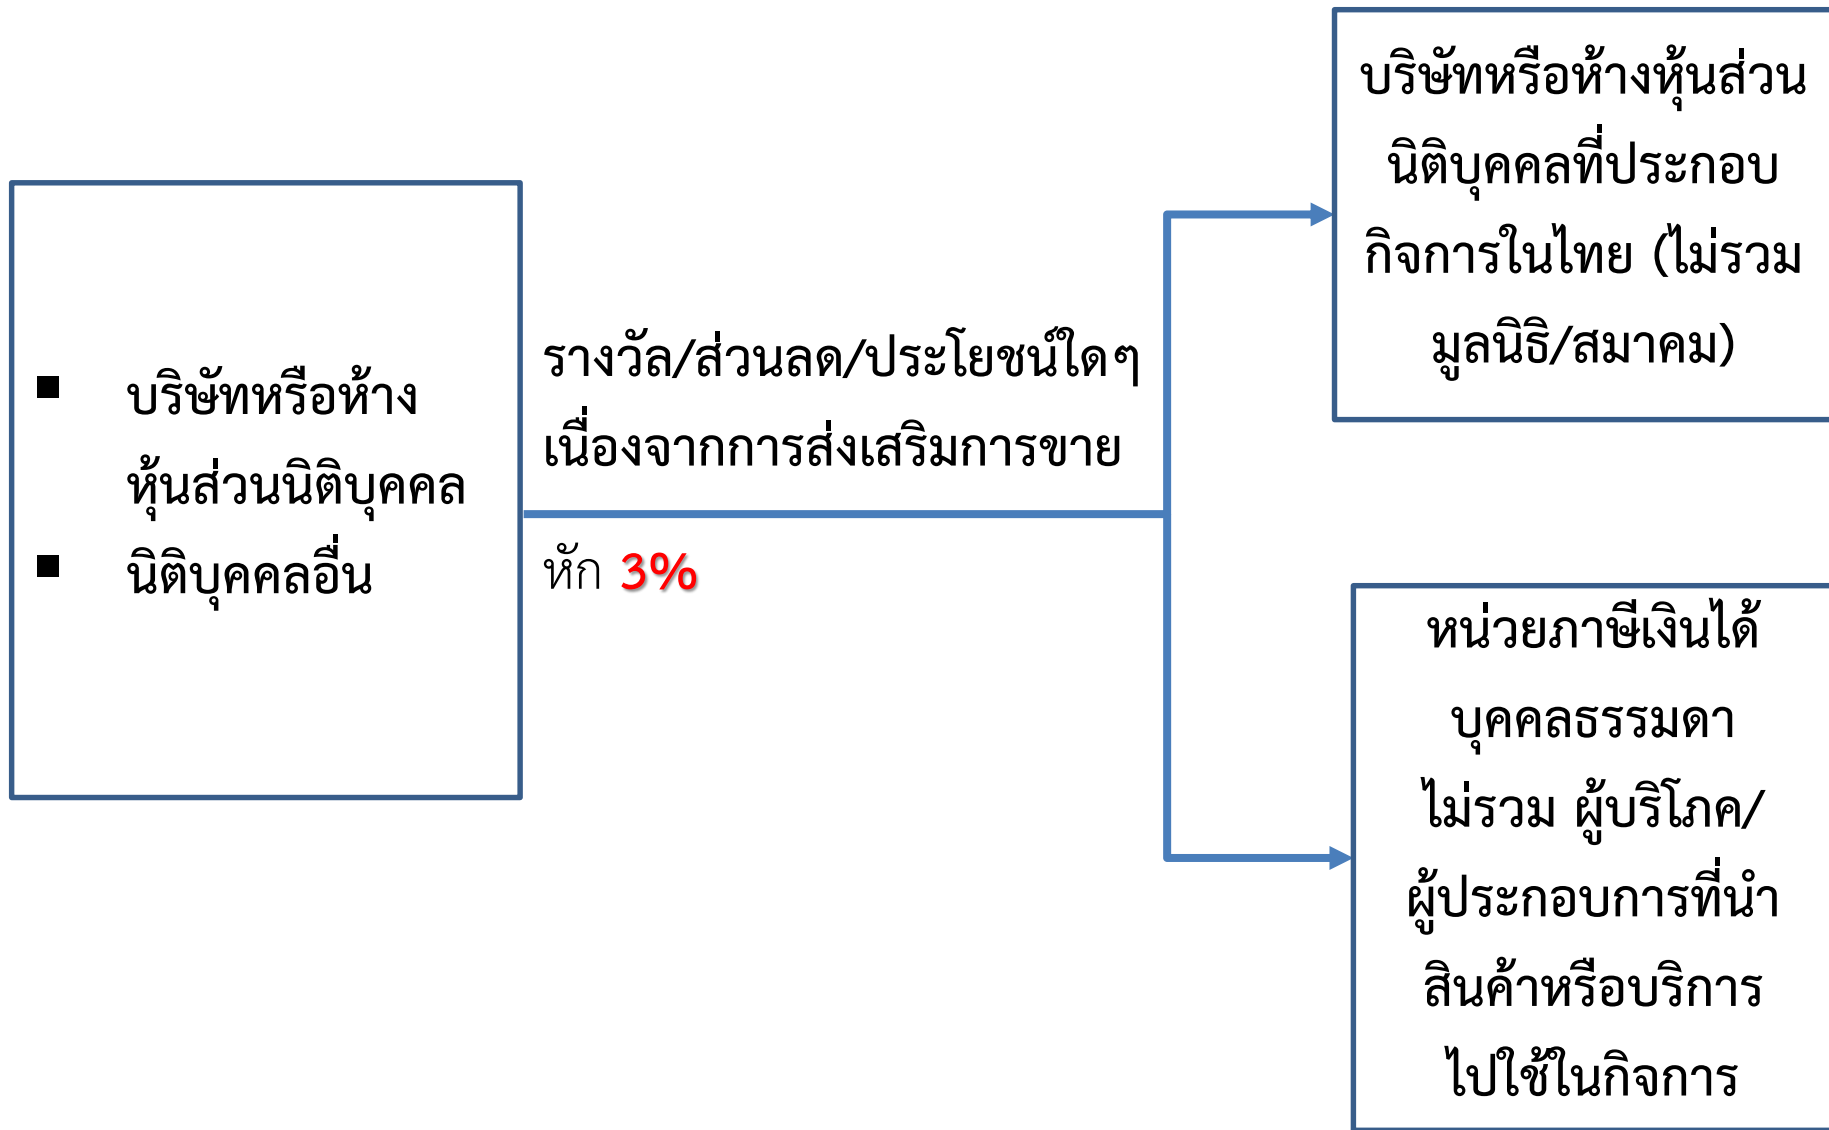 ▪ บริษัทหรือห้าง
หุ้นส่วนนิติบุคคล
▪ นิติบุคคลอื่น
รางวัล/ส่วนลด/ประโยชน์ใดๆ
เนื่องจากการส่งเสริมการขาย
หัก 3%
บริษัทหรือห้างหุ้นส่วน
นิติบุคคลที่ประกอบ
กิจการในไทย (ไม่รวม
มูลนิธิ/สมาคม)
หน่วยภาษีเงินได้
บุคคลธรรมดา
ไม่รวม ผู้บริโภค/
ผู้ประกอบการที่นำ
สินค้าหรือบริการ
ไปใช้ในกิจการ